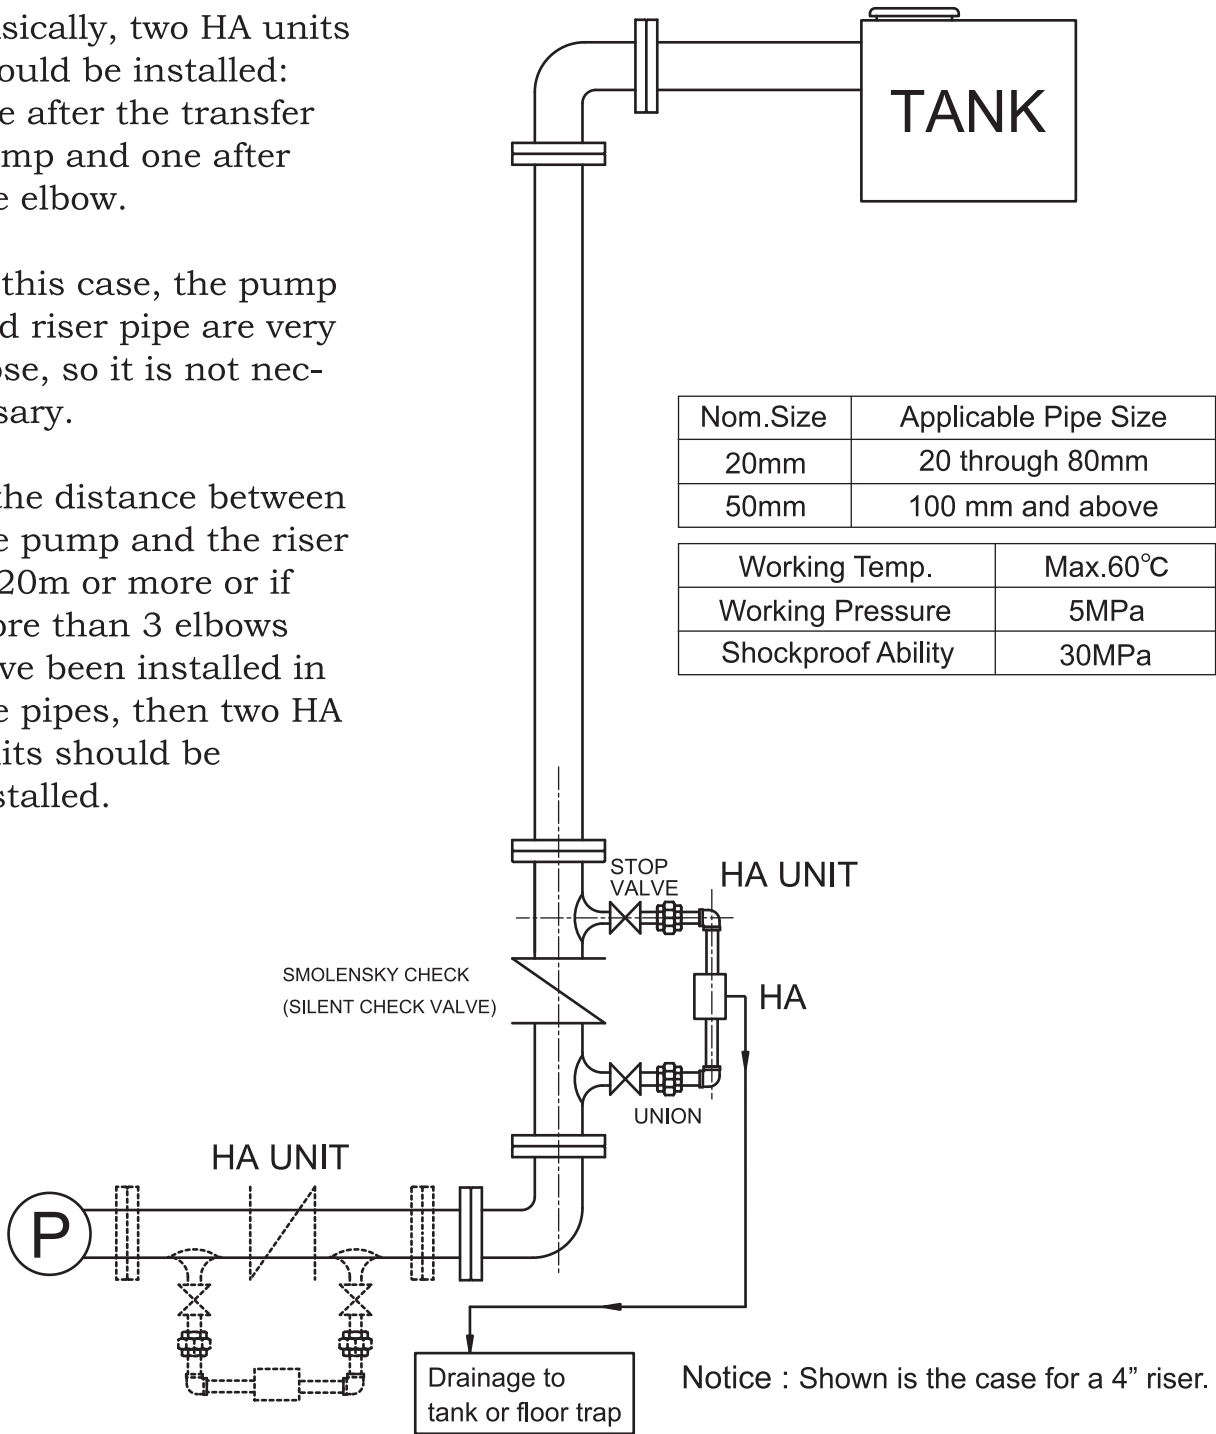 sically, two HA units
ould be installed:
e after the transfer
mp and one after
e elbow.
this case, the pump
d riser pipe are very
ose, so it is not nec-
sary.
the distance between
e pump and the riser
20m or more or if
ore than 3 elbows
ve been installed in
e pipes, then two HA
nits should be
stalled.
TANK
Nom.Size Applicable Pipe Size
20mm 20 through 80mm
50mm 100 mm and above
Working Temp. Max.60°C
Working Pressure 5MPa
Shockproof Ability 30MPa
STOP
VALVE
HA UNIT
SMOLENSKY CHECK
(SILENT CHECK VALVE)
HA
UNION
HA UNIT
P
Drainage to
tank or floor trap
Notice : Shown is the case for a 4” riser.